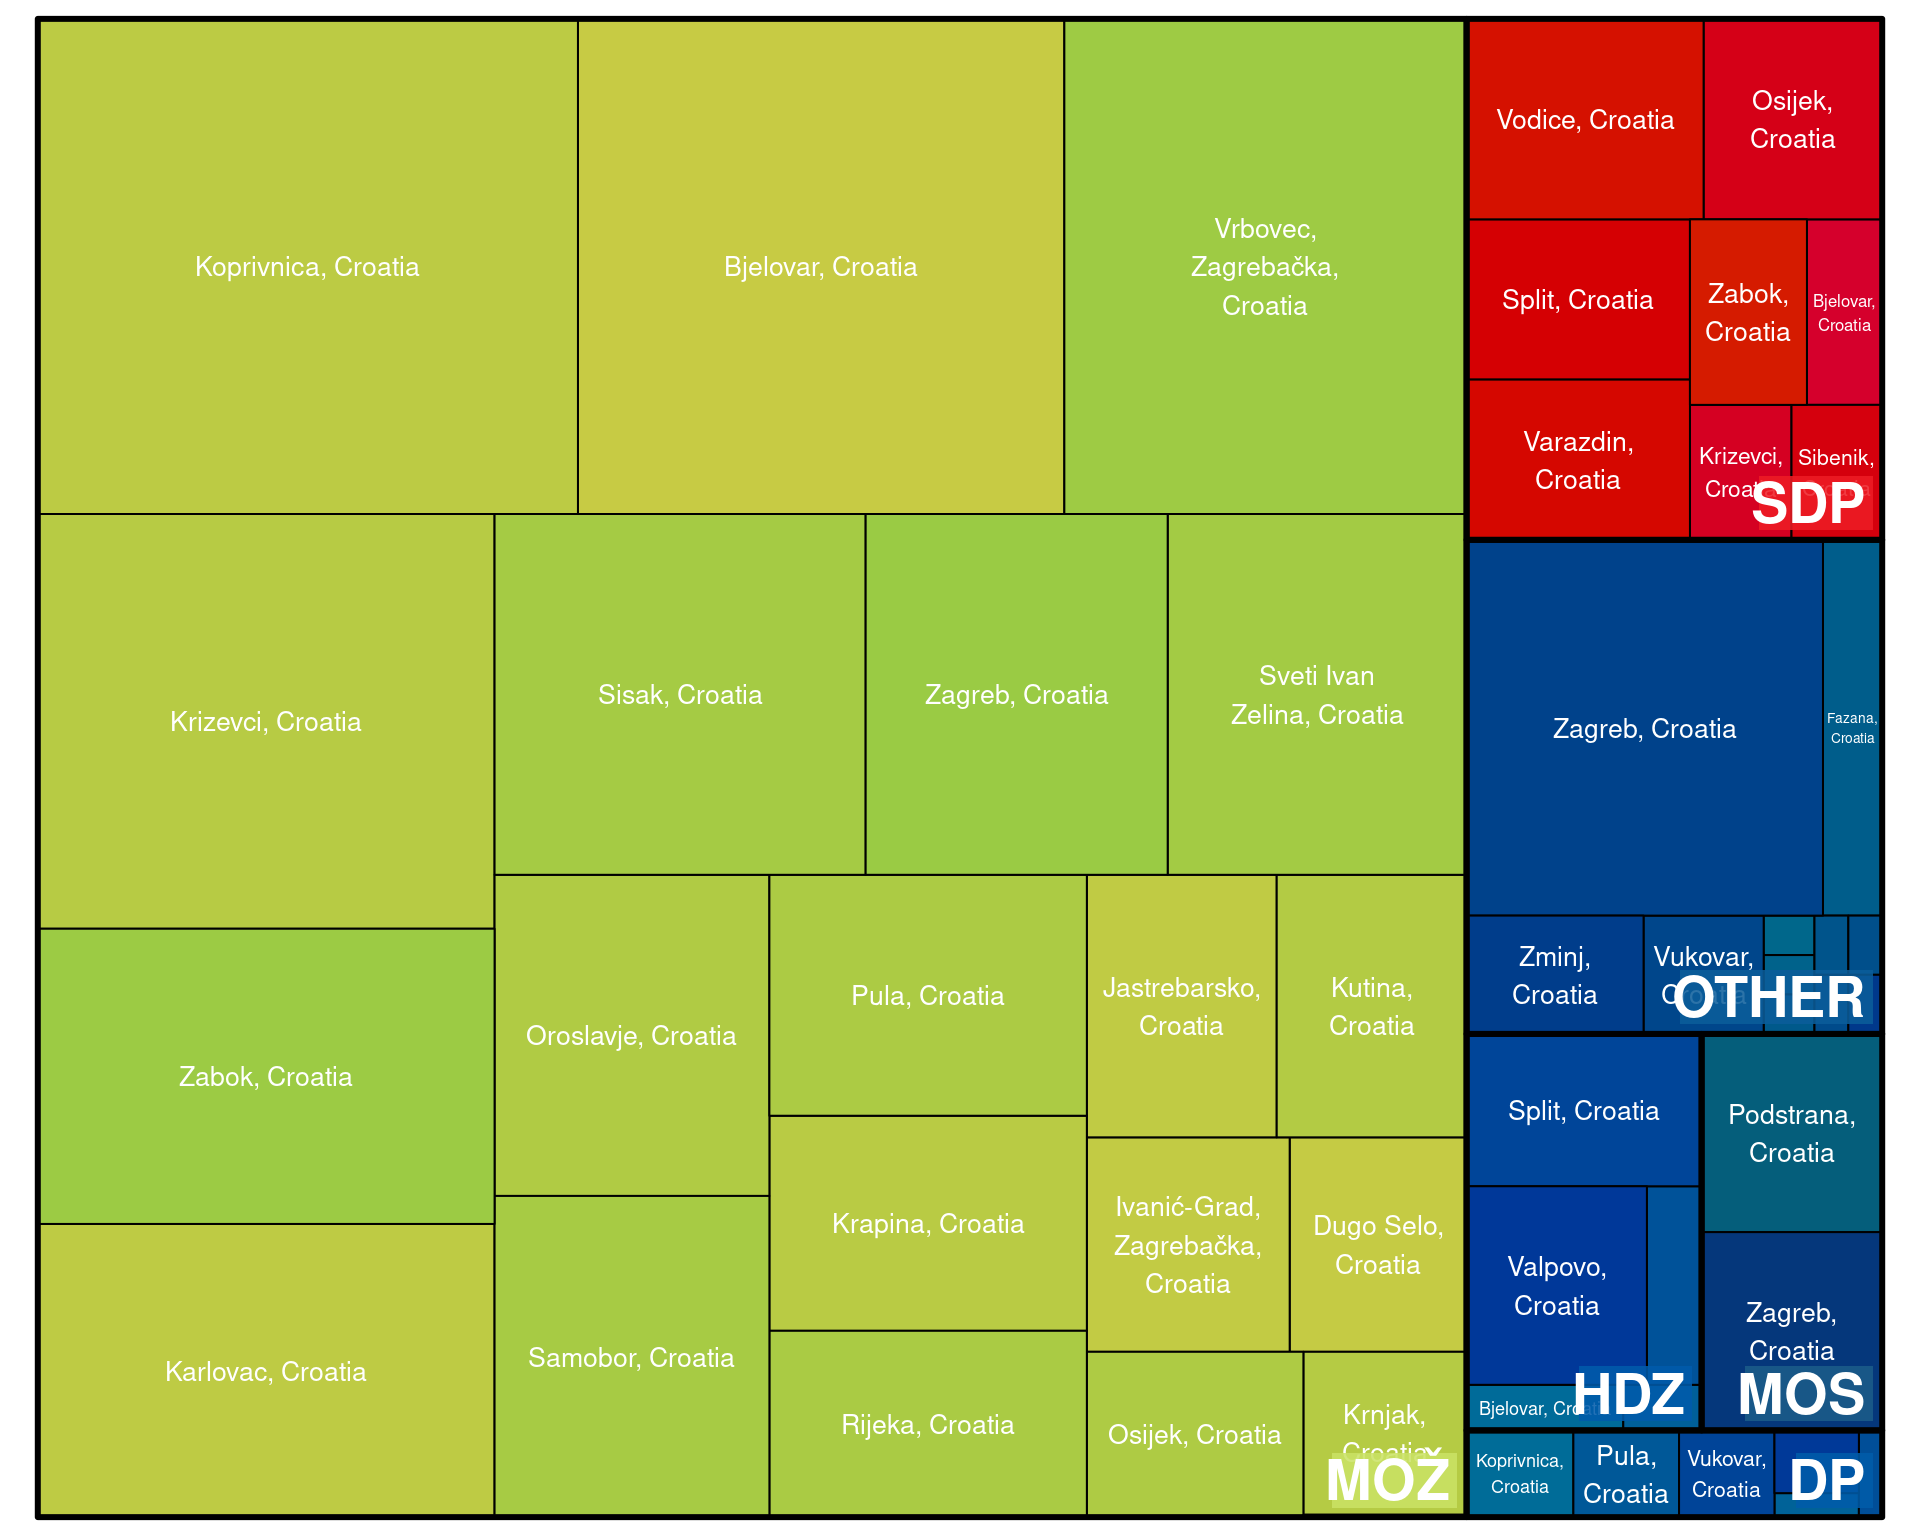 Koprivnica, Croatia
Bjelovar, Croatia
Vrbovec,
Zagrebačka,
Croatia
Krizevci, Croatia
Sisak, Croatia
Zagreb, Croatia
Sveti Ivan
Zelina, Croatia
Zabok, Croatia
Karlovac, Croatia
Oroslavje, Croatia
Samobor, Croatia
Pula, Croatia
Krapina, Croatia
Rijeka, Croatia
Jastrebarsko,
Croatia
Kutina,
Croatia
Ivanić-Grad,
Zagrebačka,
Croatia
Dugo Selo,
Croatia
Osijek, Croatia
Krnjak,
Croatia
MOŽ
Vodice, Croatia
Osijek,
Croatia
Split, Croatia
Zabok,
Croatia
Bjelovar,
Croatia
Varazdin,
Croatia
Krizevci,
Croatia
Sibenik,
Croatia
SDP
Zagreb, Croatia
Fazana,
Croatia
Zminj,
Croatia
Vukovar,
Croatia
OTHER
Split, Croatia
Valpovo,
Croatia
Bjelovar, Croatia
HDZ
Podstrana,
Croatia
Zagreb,
Croatia
MOS
Koprivnica,
Croatia
Pula,
Croatia
Vukovar,
Croatia
DP